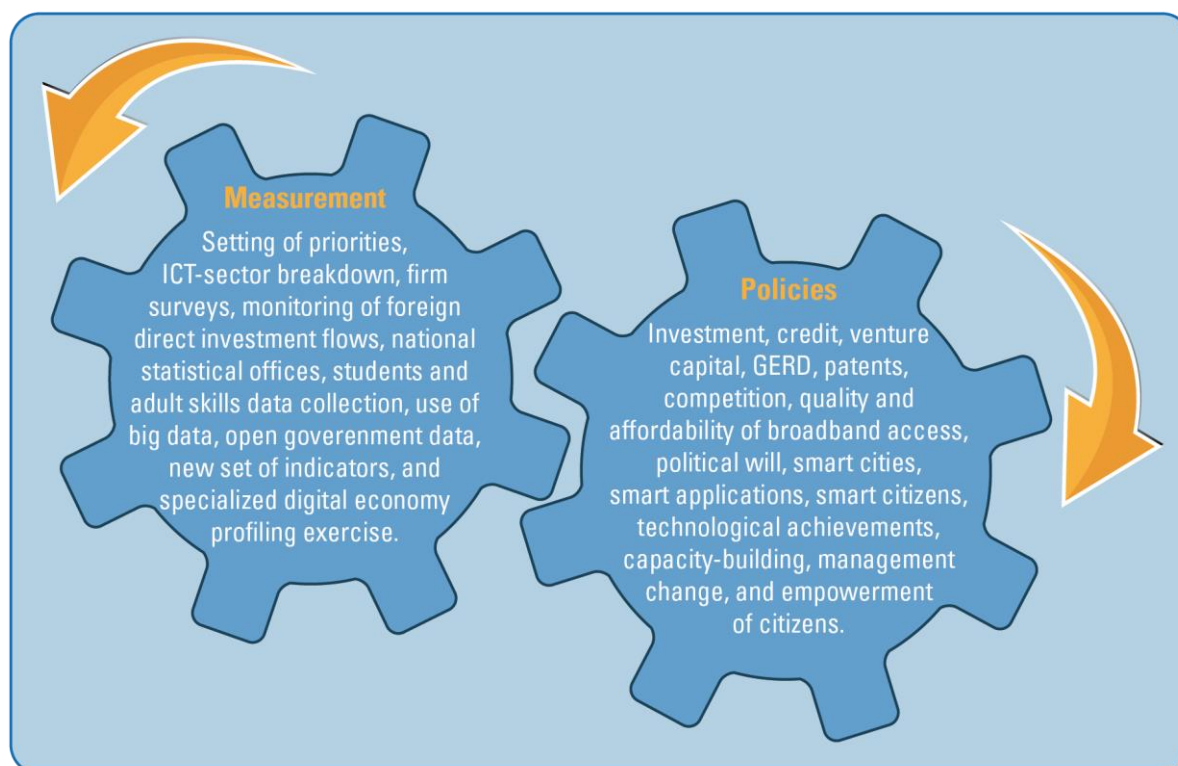 Measurement
Setting of priorities,
ICT-sector breakdown, firm
surveys, monitoring of foreign
direct investment flows, national
statistical offices, students and
adult skills data collection, use of
big data, open goverenment data,
new set of indicators, and
specialized digital economy
profiling exercise.
Policies
Investment, credit, venture
capital, GERD, patents,
competition, quality and
affordability of broadband access,
political will, smart cities,
smart applications, smart citizens,
technological achievements,
capacity-building, management
change, and empowerment
of citizens.